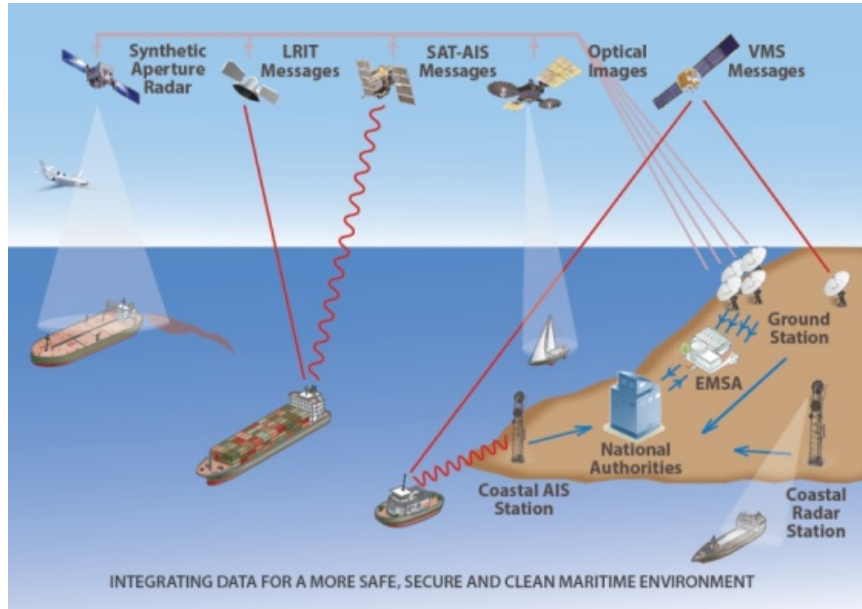 Synthetic
Aperture
Radar
LRIT
Messages
SAT-AIS
Messages
Optical
Images
VMS
Messages
Ground
Station
EMSA
National
Authorities
Coastal AIS
Station
Coastal
Radar
Station
INTEGRATING DATA FOR A MORE SAFE, SECURE AND CLEAN MARITIME ENVIRONMENT